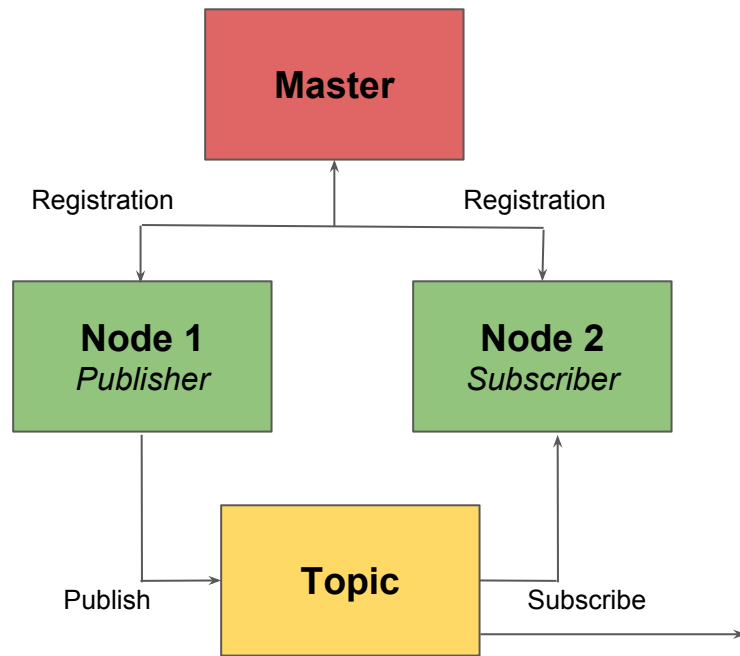 Master
Registration
Registration
Node 1
Publisher
Node 2
Subscriber
Topic
Publish
Subscribe